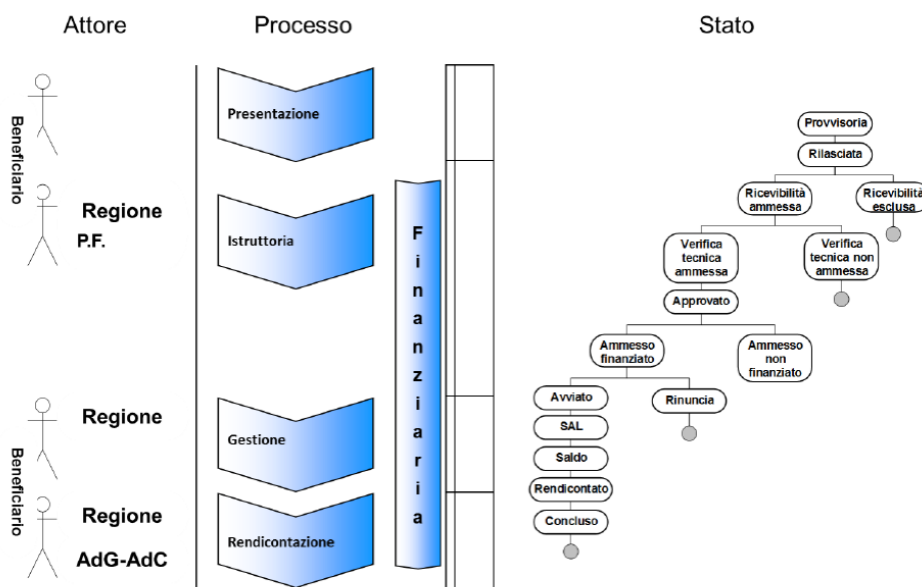 Attore
Processo
Stato
Beneficiario
Presentazione
Regione
P.F.
Istruttoria
Finanziaria
Beneficiario
Regione
Gestione
Regione
AdG-AdC
Rendicontazione
Provvisoria
Rilasciata
Ricevibilità
ammessa
Ricevibilità
esclusa
Verifica
tecnica
ammessa
Verifica
tecnica non
ammessa
Approvato
Ammesso
finanziato
Ammesso
non
finanziato
Avviato
Rinuncia
SAL
Saldo
Rendicontato
Concluso